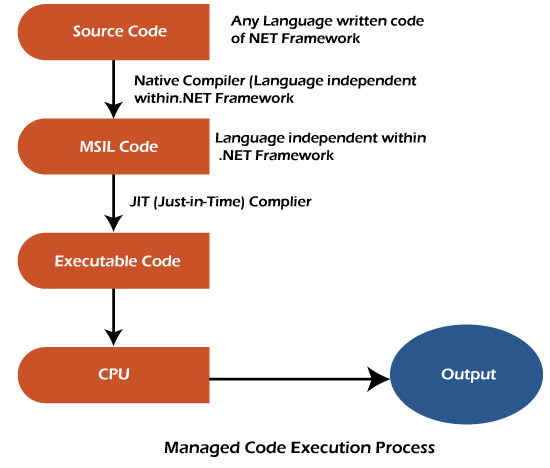 Source Code
Any Language written code
of NET Framework
Native Compiler (Language independent
within.NET Framework
MSIL Code
Language independent within
.NET Framework
JIT (Just-in-Time) Complier
Executable Code
CPU
Output
Managed Code Execution Process